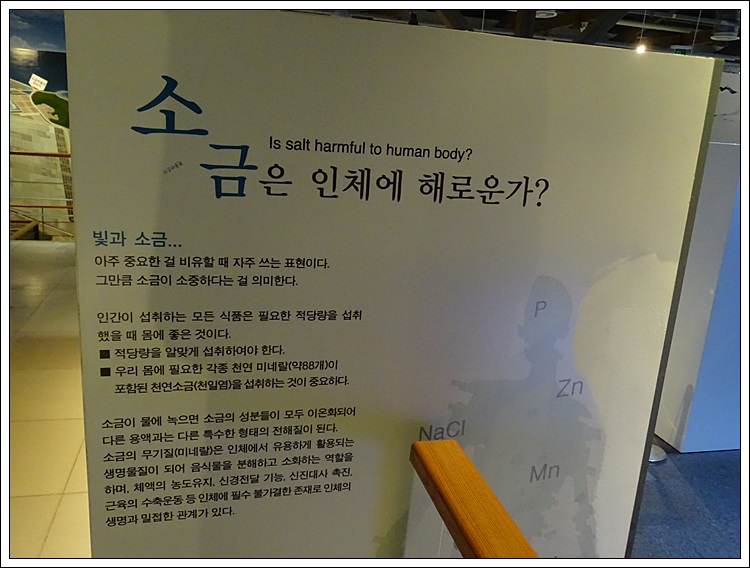 소금은 인체에 해로운가?
Is salt harmful to human body?
빛과 소금...
아주 중요한 걸 비유할 때 자주 쓰는 표현이다.
그만큼 소금이 소중하다는 걸 의미한다.
인간이 섭취하는 모든 식품은 필요한 적당량을 섭취
했을 때 몸에 좋은 것이다.
■ 적당량을 알맞게 섭취하여야 한다.
■ 우리 몸에 필요한 각종 천연 미네랄(약88개)이
포함된 천연소금(천일염)을 섭취하는 것이 중요하다.
소금이 물에 녹으면 소금의 성분들이 모두 이온화되어
다른 용액과는 다른 특수한 형태의 전해질이 된다.
소금의 무기질(미네랄)은 인체에서 유용하게 활용되는
생명물질이 되어 음식물을 분해하고 소화하는 역할을
하며, 체액의 농도유지, 신경전달 기능, 신진대사 촉진,
근육의 수축운동 등 인체에 필수 불가결한 존재로 인체의
생명과 밀접한 관계가 있다.
P
Zn
NaCl
Mn